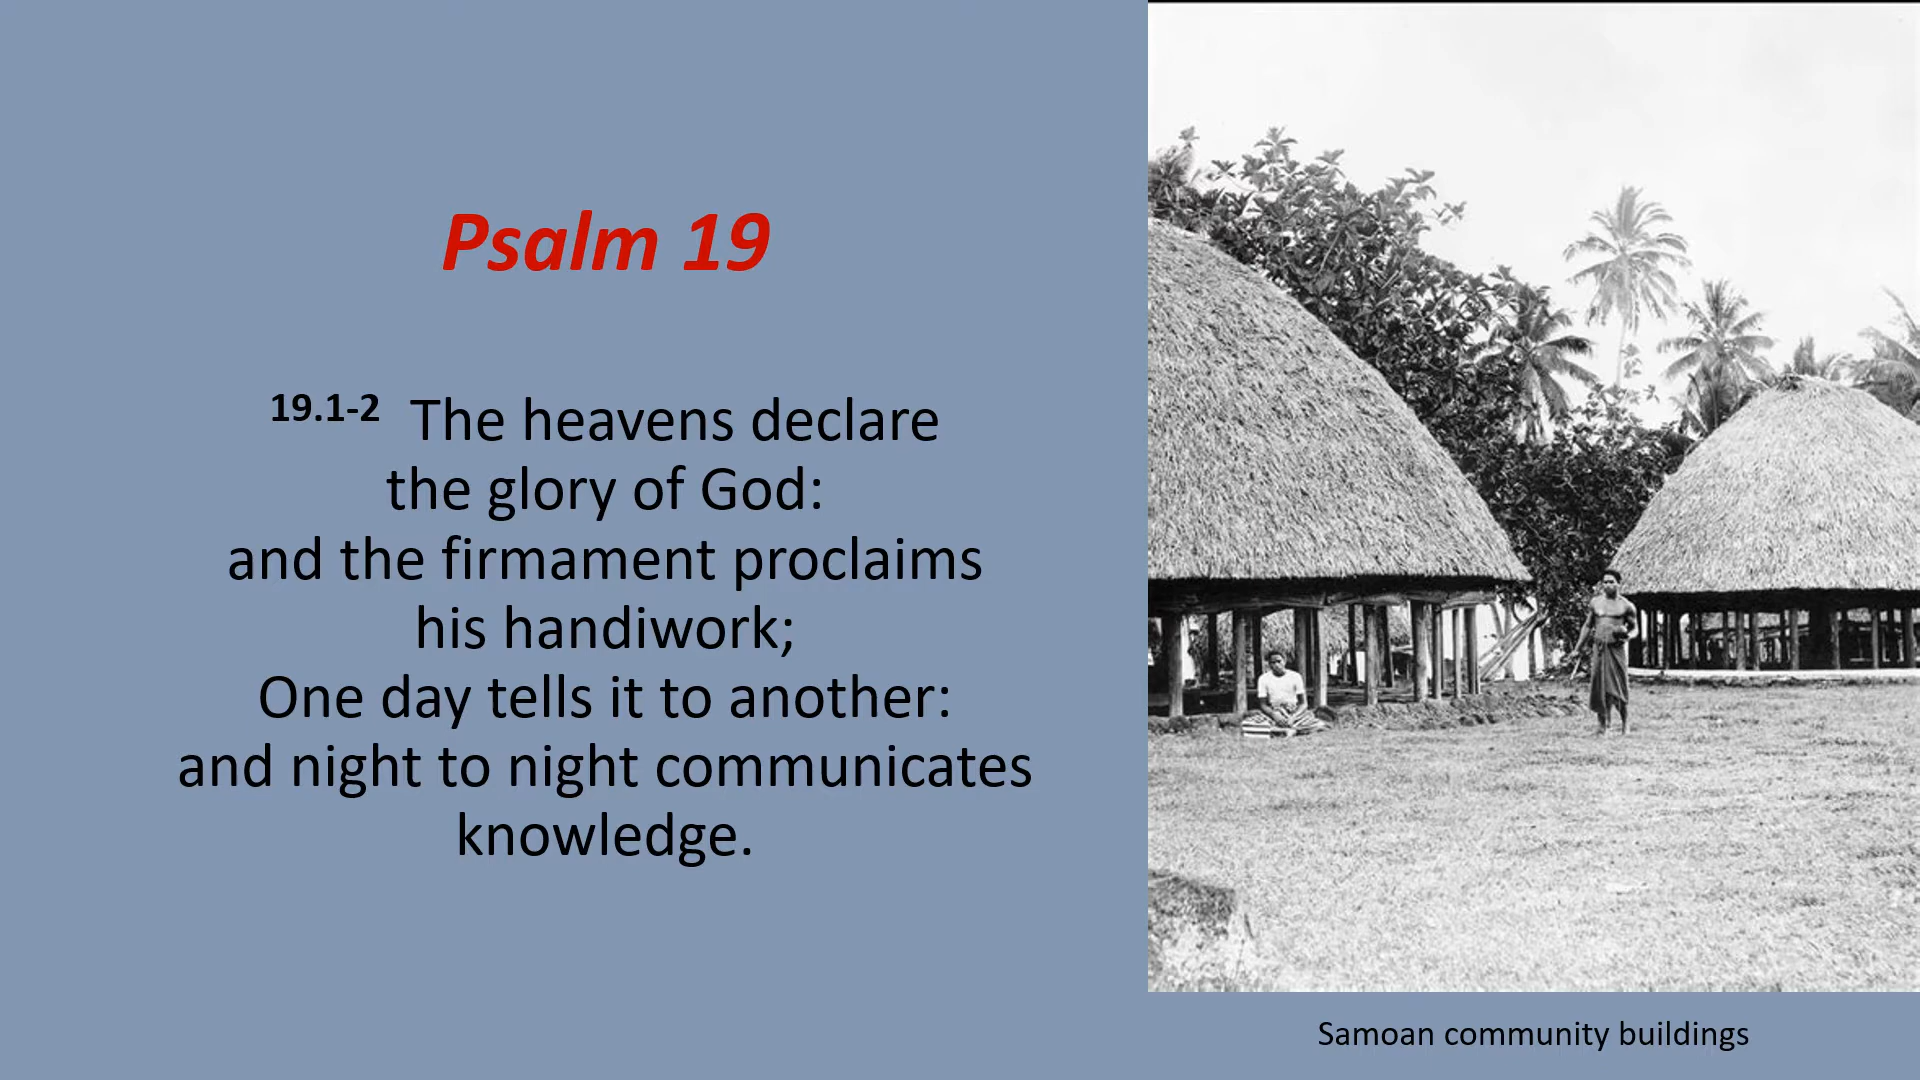 Psalm 19
19.1-2 The heavens declare
the glory of God:
and the firmament proclaims
his handiwork;
One day tells it to another:
and night to night communicates
knowledge.
Samoan community buildings